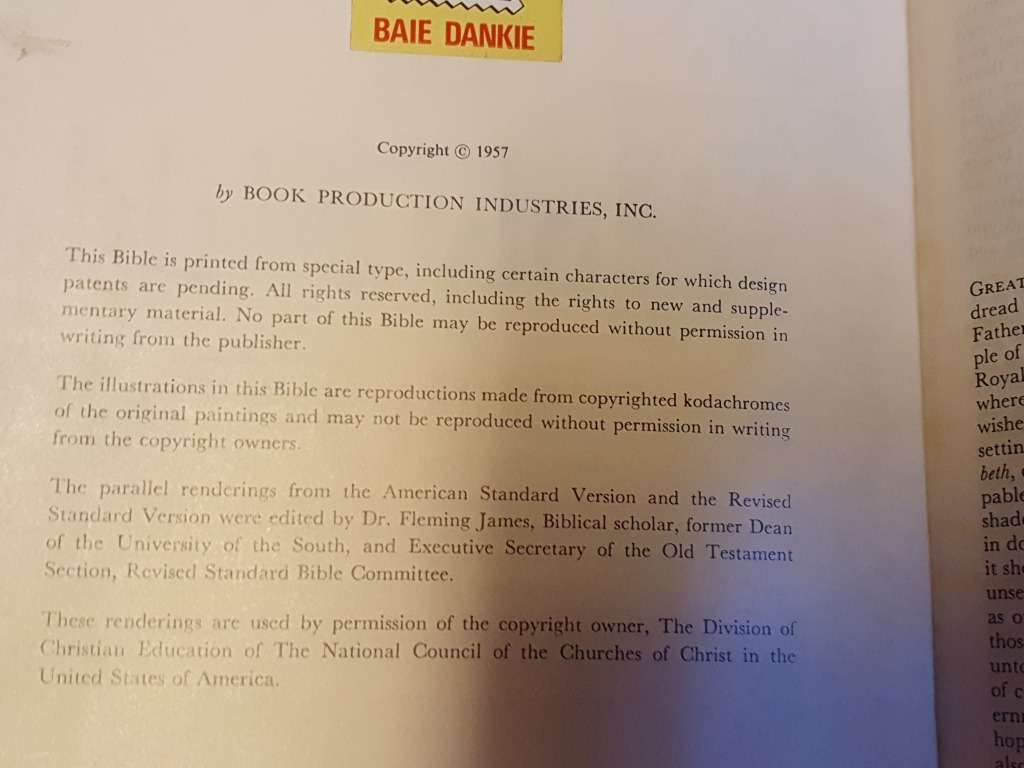 BAIE DANKIE
Copyright © 1957
by BOOK PRODUCTION INDUSTRIES, INC.
This Bible is printed from special type, including certain characters for which design
patents are pending. All rights reserved, including the rights to new and supple-
mentary material. No part of this Bible may be reproduced without permission in
writing from the publisher.
The illustrations in this Bible are reproductions made from copyrighted kodachromes
of the original paintings and may not be reproduced without permission in writing
from the copyright owners.
The parallel renderings from the American Standard Version and the Revised
Standard Version were edited by Dr. Fleming James, Biblical scholar, former Dean
of the University of the South, and Executive Secretary of the Old Testament
Section, Revised Standard Bible Committee.
These renderings are used by permission of the copyright owner, The Division of
Christian Education of The National Council of the Churches of Christ in the
United States of America.
GREAT
dread
Father
ple of
Royal
where
wishe
settin
beth,
pable
shad
in do
it sh
unse
as o
thos
unto
of c
ern
hop
also